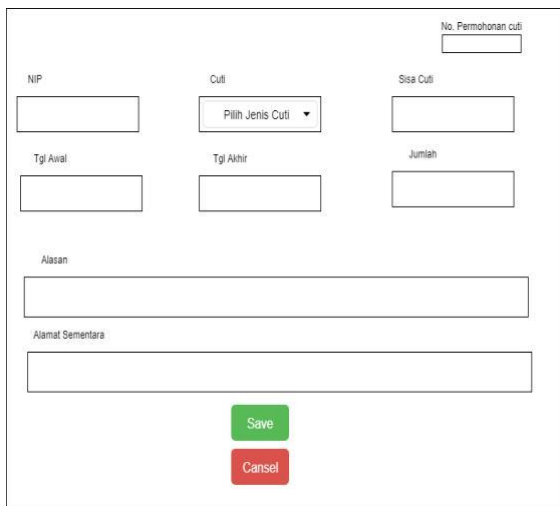 No. Permohonan cuti
NIP Cuti Sisa Cuti
Pilih Jenis Cuti
Tgl Awal Tgl Akhir Jumlah
Alasan
Alamat Sementara
Save
Cansel